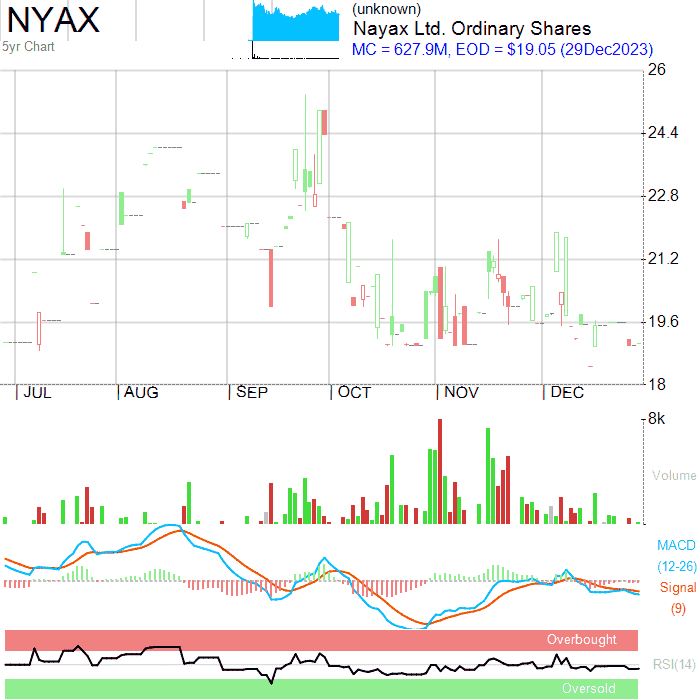 NYAX
5yr Chart
(unknown)
Nayax Ltd. Ordinary Shares
MC = 627.9M, EOD = $19.05 (29Dec2023)
26
24.4
22.8
21.2
19.6
18
JUL AUG SEP OCT NOV DEC
8k
Volume
MACD
(12-26)
Signal
(9)
Overbought
RSI(14)
Oversold